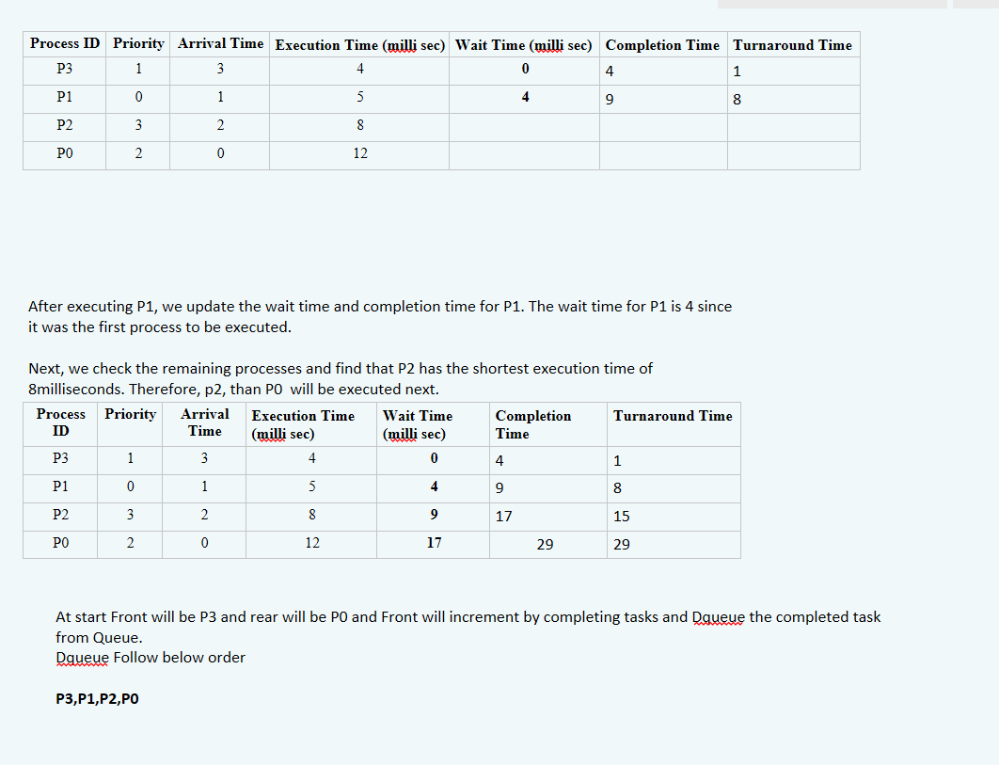 Process ID Priority Arrival Time Execution Time (milli sec) Wait Time (milli sec) Completion Time Turnaround Time
P3 1 3 4 0 4 1
P1 0 1 5 4 9 8
P2 3 2 8
P0 2 0 12
After executing P1, we update the wait time and completion time for P1. The wait time for P1 is 4 since
it was the first process to be executed.
Next, we check the remaining processes and find that P2 has the shortest execution time of
8milliseconds. Therefore, p2, than P0 will be executed next.
Process Priority Arrival Execution Time Wait Time Completion Turnaround Time
ID Time (milli sec) (milli sec) Time
P3 1 3 4 0 4 1
P1 0 1 5 4 9 8
P2 3 2 8 9 17 15
P0 2 0 12 17 29 29
At start Front will be P3 and rear will be P0 and Front will increment by completing tasks and Dqueue the completed task
from Queue.
Dqueue Follow below order
P3,P1,P2,P0